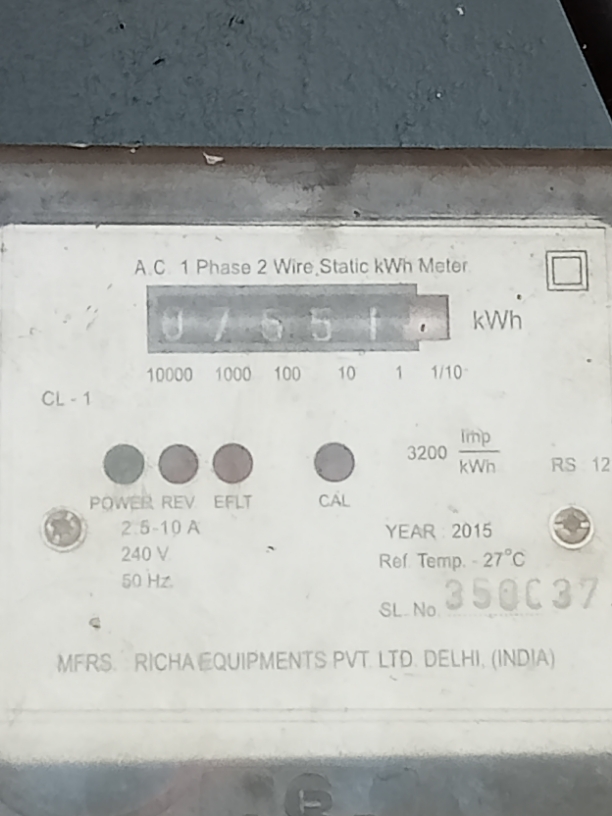 A.C. 1 Phase 2 Wire Static kWh Meter
kWh
10000 1000 100 10 1 1/10
CL - 1
3200 Imp/kWh
RS 12
POWER REV EFLT CAL
2.5-10 A
YEAR 2015
240 V
Ref. Temp. - 27°C
50 Hz.
SL. No.
MFRS. RICHA EQUIPMENTS PVT. LTD. DELHI. (INDIA)